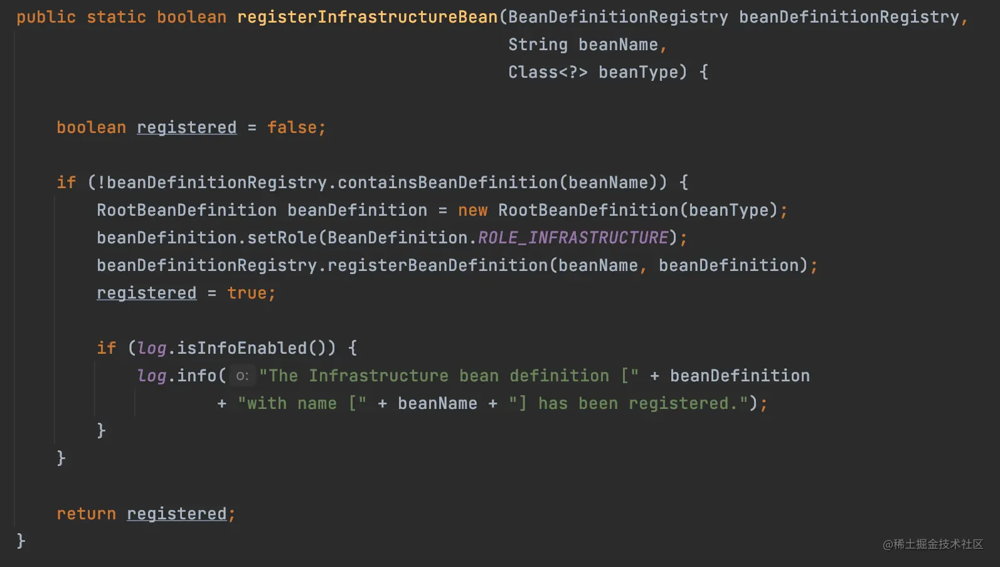 public static boolean registerInfrastructureBean(BeanDefinitionRegistry beanDefinitionRegistry,
String beanName,
Class<?> beanType) {
boolean registered = false;
if (!beanDefinitionRegistry.containsBeanDefinition(beanName)) {
RootBeanDefinition beanDefinition = new RootBeanDefinition(beanType);
beanDefinition.setRole(BeanDefinition.ROLE_INFRASTRUCTURE);
beanDefinitionRegistry.registerBeanDefinition(beanName, beanDefinition);
registered = true;
if (log.isInfoEnabled()) {
log.info( o: "The Infrastructure bean definition [" + beanDefinition
+ "with name [" + beanName + "] has been registered.");
}
}
return registered;
}
@稀土掘金技术社区